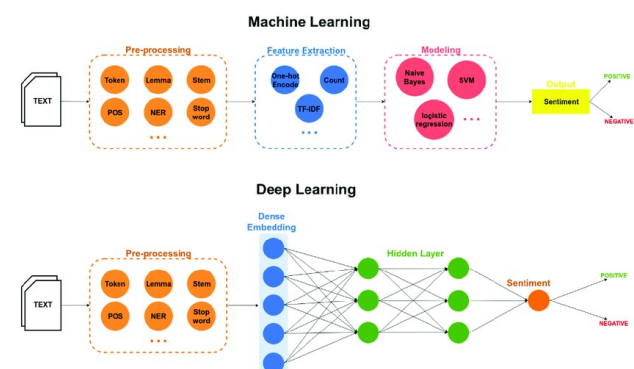 Machine Learning
Pre-processing
Feature Extraction
Modeling
Output
TEXT
Token
Lemma
Stem
POS
NER
Stop
word
...
One-hot
Encode
Count
TF-IDF
...
Naive
Bayes
SVM
logistic
regression
...
Sentiment
POSITIVE
NEGATIVE
Deep Learning
Dense
Embedding
Pre-processing
Hidden Layer
Sentiment
TEXT
Token
Lemma
Stem
POS
NER
Stop
word
...
POSITIVE
NEGATIVE